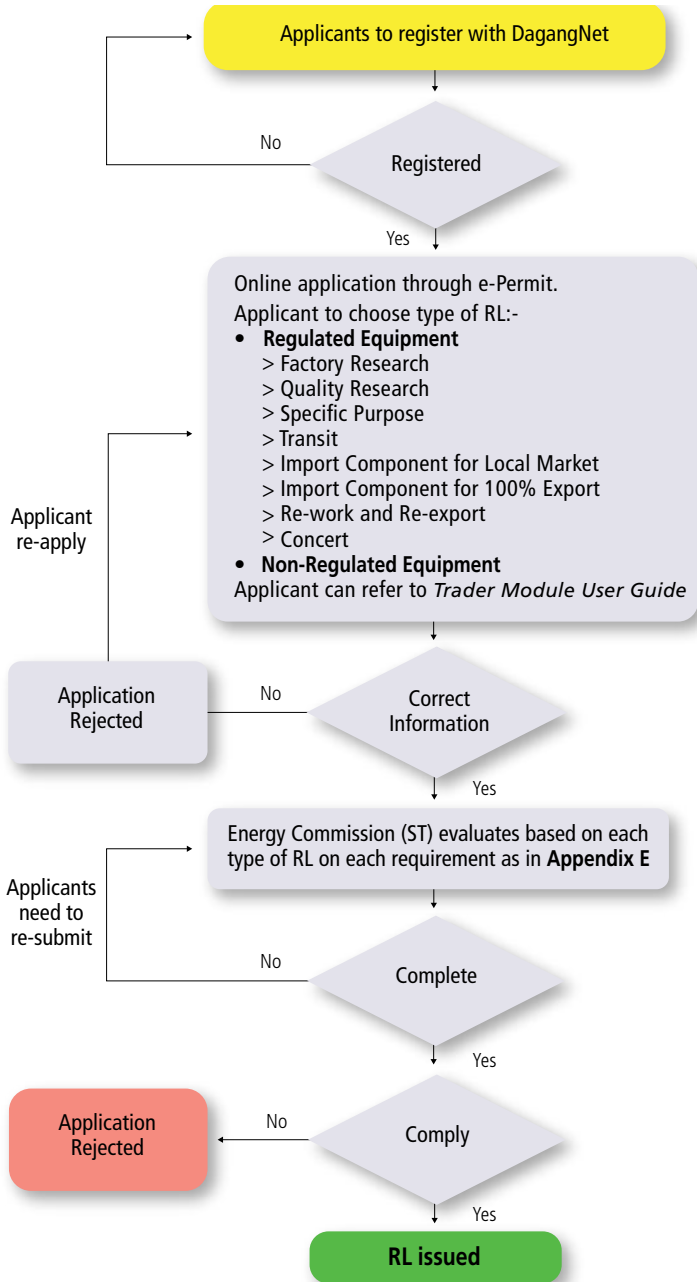 Applicants to register with DagangNet
No
Registered
Yes
Online application through e-Permit.
Applicant to choose type of RL:-
• Regulated Equipment
> Factory Research
> Quality Research
> Specific Purpose
> Transit
> Import Component for Local Market
> Import Component for 100% Export
> Re-work and Re-export
> Concert
• Non-Regulated Equipment
Applicant can refer to Trader Module User Guide
Applicant
re-apply
Application
Rejected
No
Correct
Information
Yes
Energy Commission (ST) evaluates based on each
type of RL on each requirement as in Appendix E
Applicants
need to
re-submit
No
Complete
Yes
Application
Rejected
No
Comply
Yes
RL issued